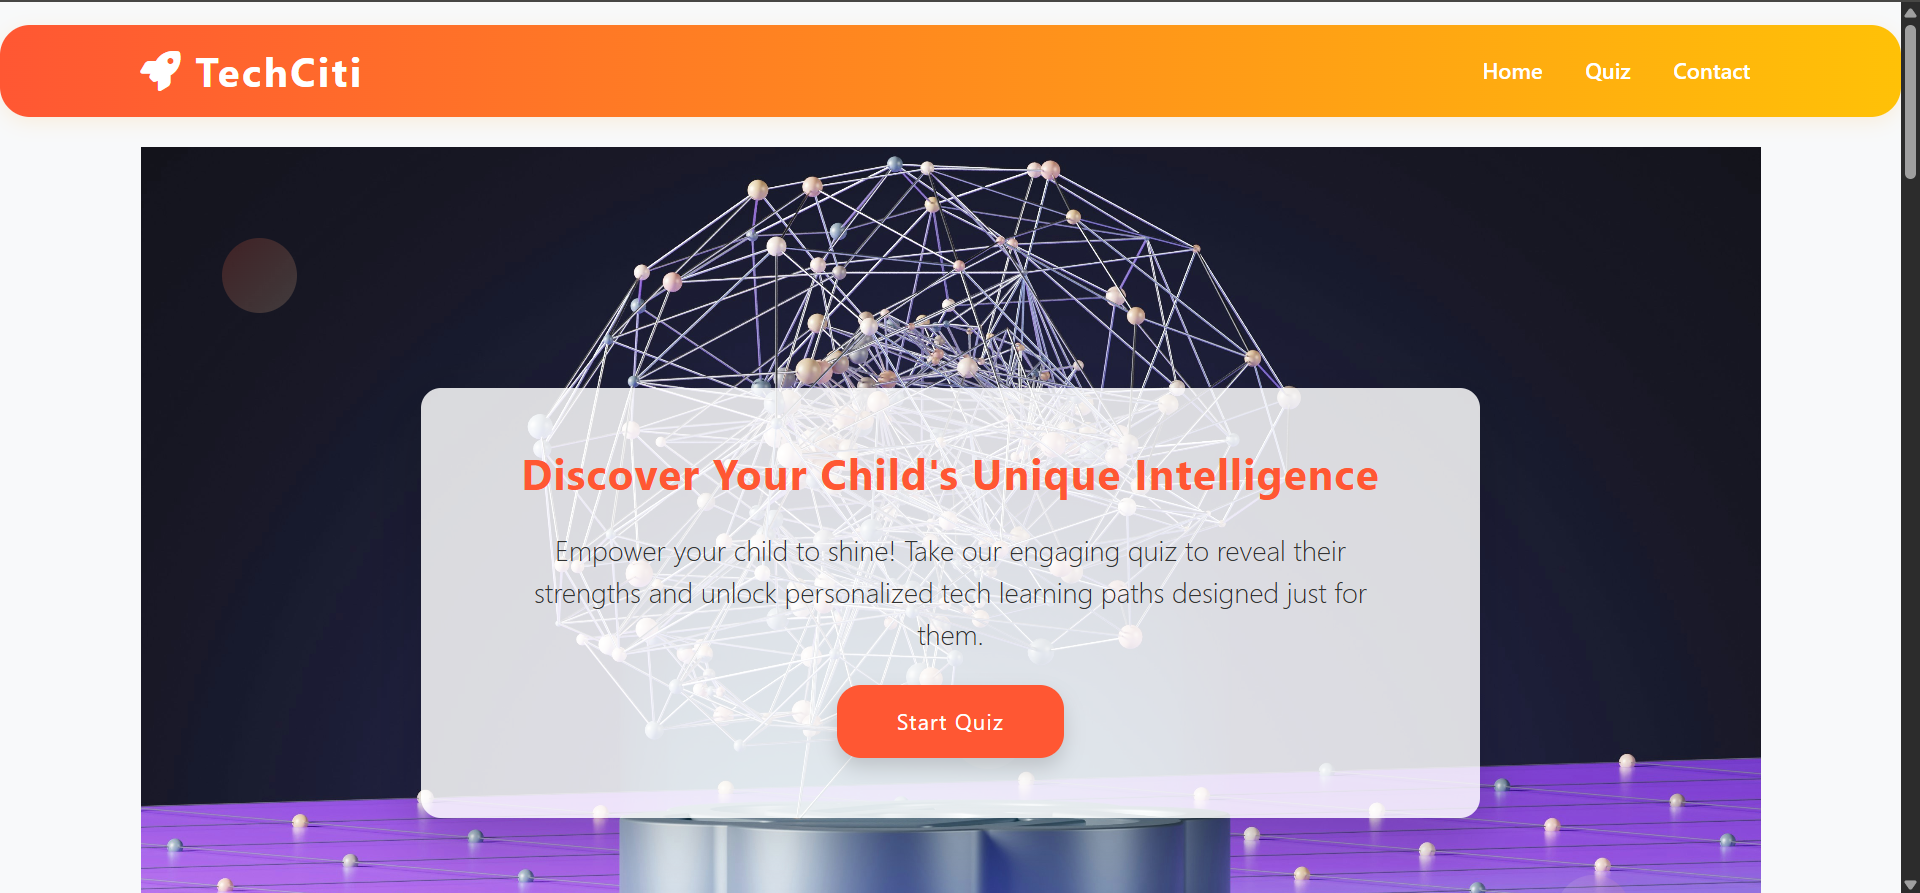 TechCiti
Home
Quiz
Contact
Discover Your Child's Unique Intelligence
Empower your child to shine! Take our engaging quiz to reveal their
strengths and unlock personalized tech learning paths designed just for
them.
Start Quiz